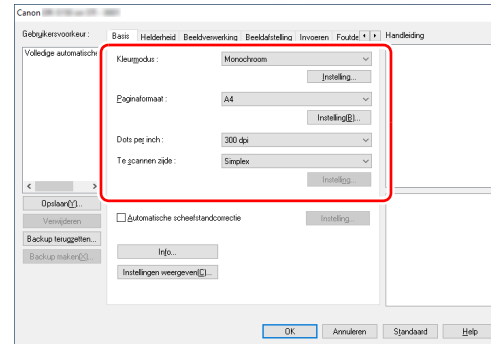 Canon
Gebruikersvoorkeur :
Volledige automatische
Opslaan(Y)...
Verwijderen
Backup terugzetten...
Backup maken(X)...
Basis Helderheid Beeldverwerking Beeldafstelling Invoeren Foutde
Kleurmodus : Monochroom
Instelling...
Paginaformaat : A4
Instelling(B)...
Dots per inch : 300 dpi
Te scannen zijde : Simplex
Instelling...
Automatische scheefstandcorrectie Instelling...
Info...
Instellingen weergeven(C)...
Handleiding
OK Annuleren Standaard Help